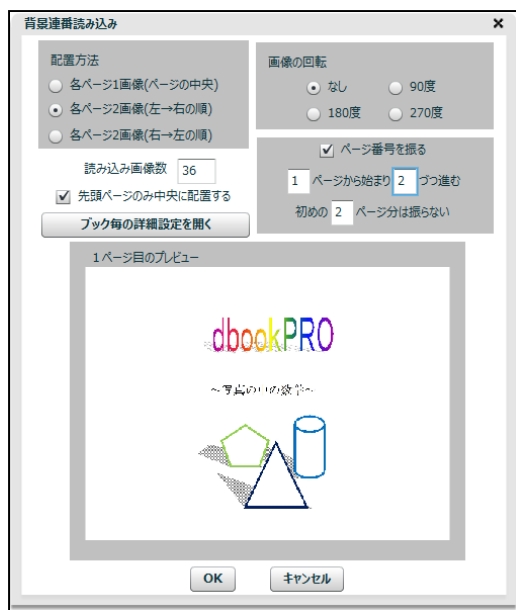 背景連番読み込み
配置方法
各ページ1画像(ページの中央)
各ページ2画像(左→右の順)
各ページ2画像(右→左の順)
画像の回転
なし 90度
180度 270度
読み込み画像数 36
先頭ページのみ中央に配置する
ブック毎の詳細設定を開く
ページ番号を振る
1 ページから始まり 2 づつ進む
初めの 2 ページ分は振らない
1ページ目のプレビュー
dbookPRO
OK キャンセル